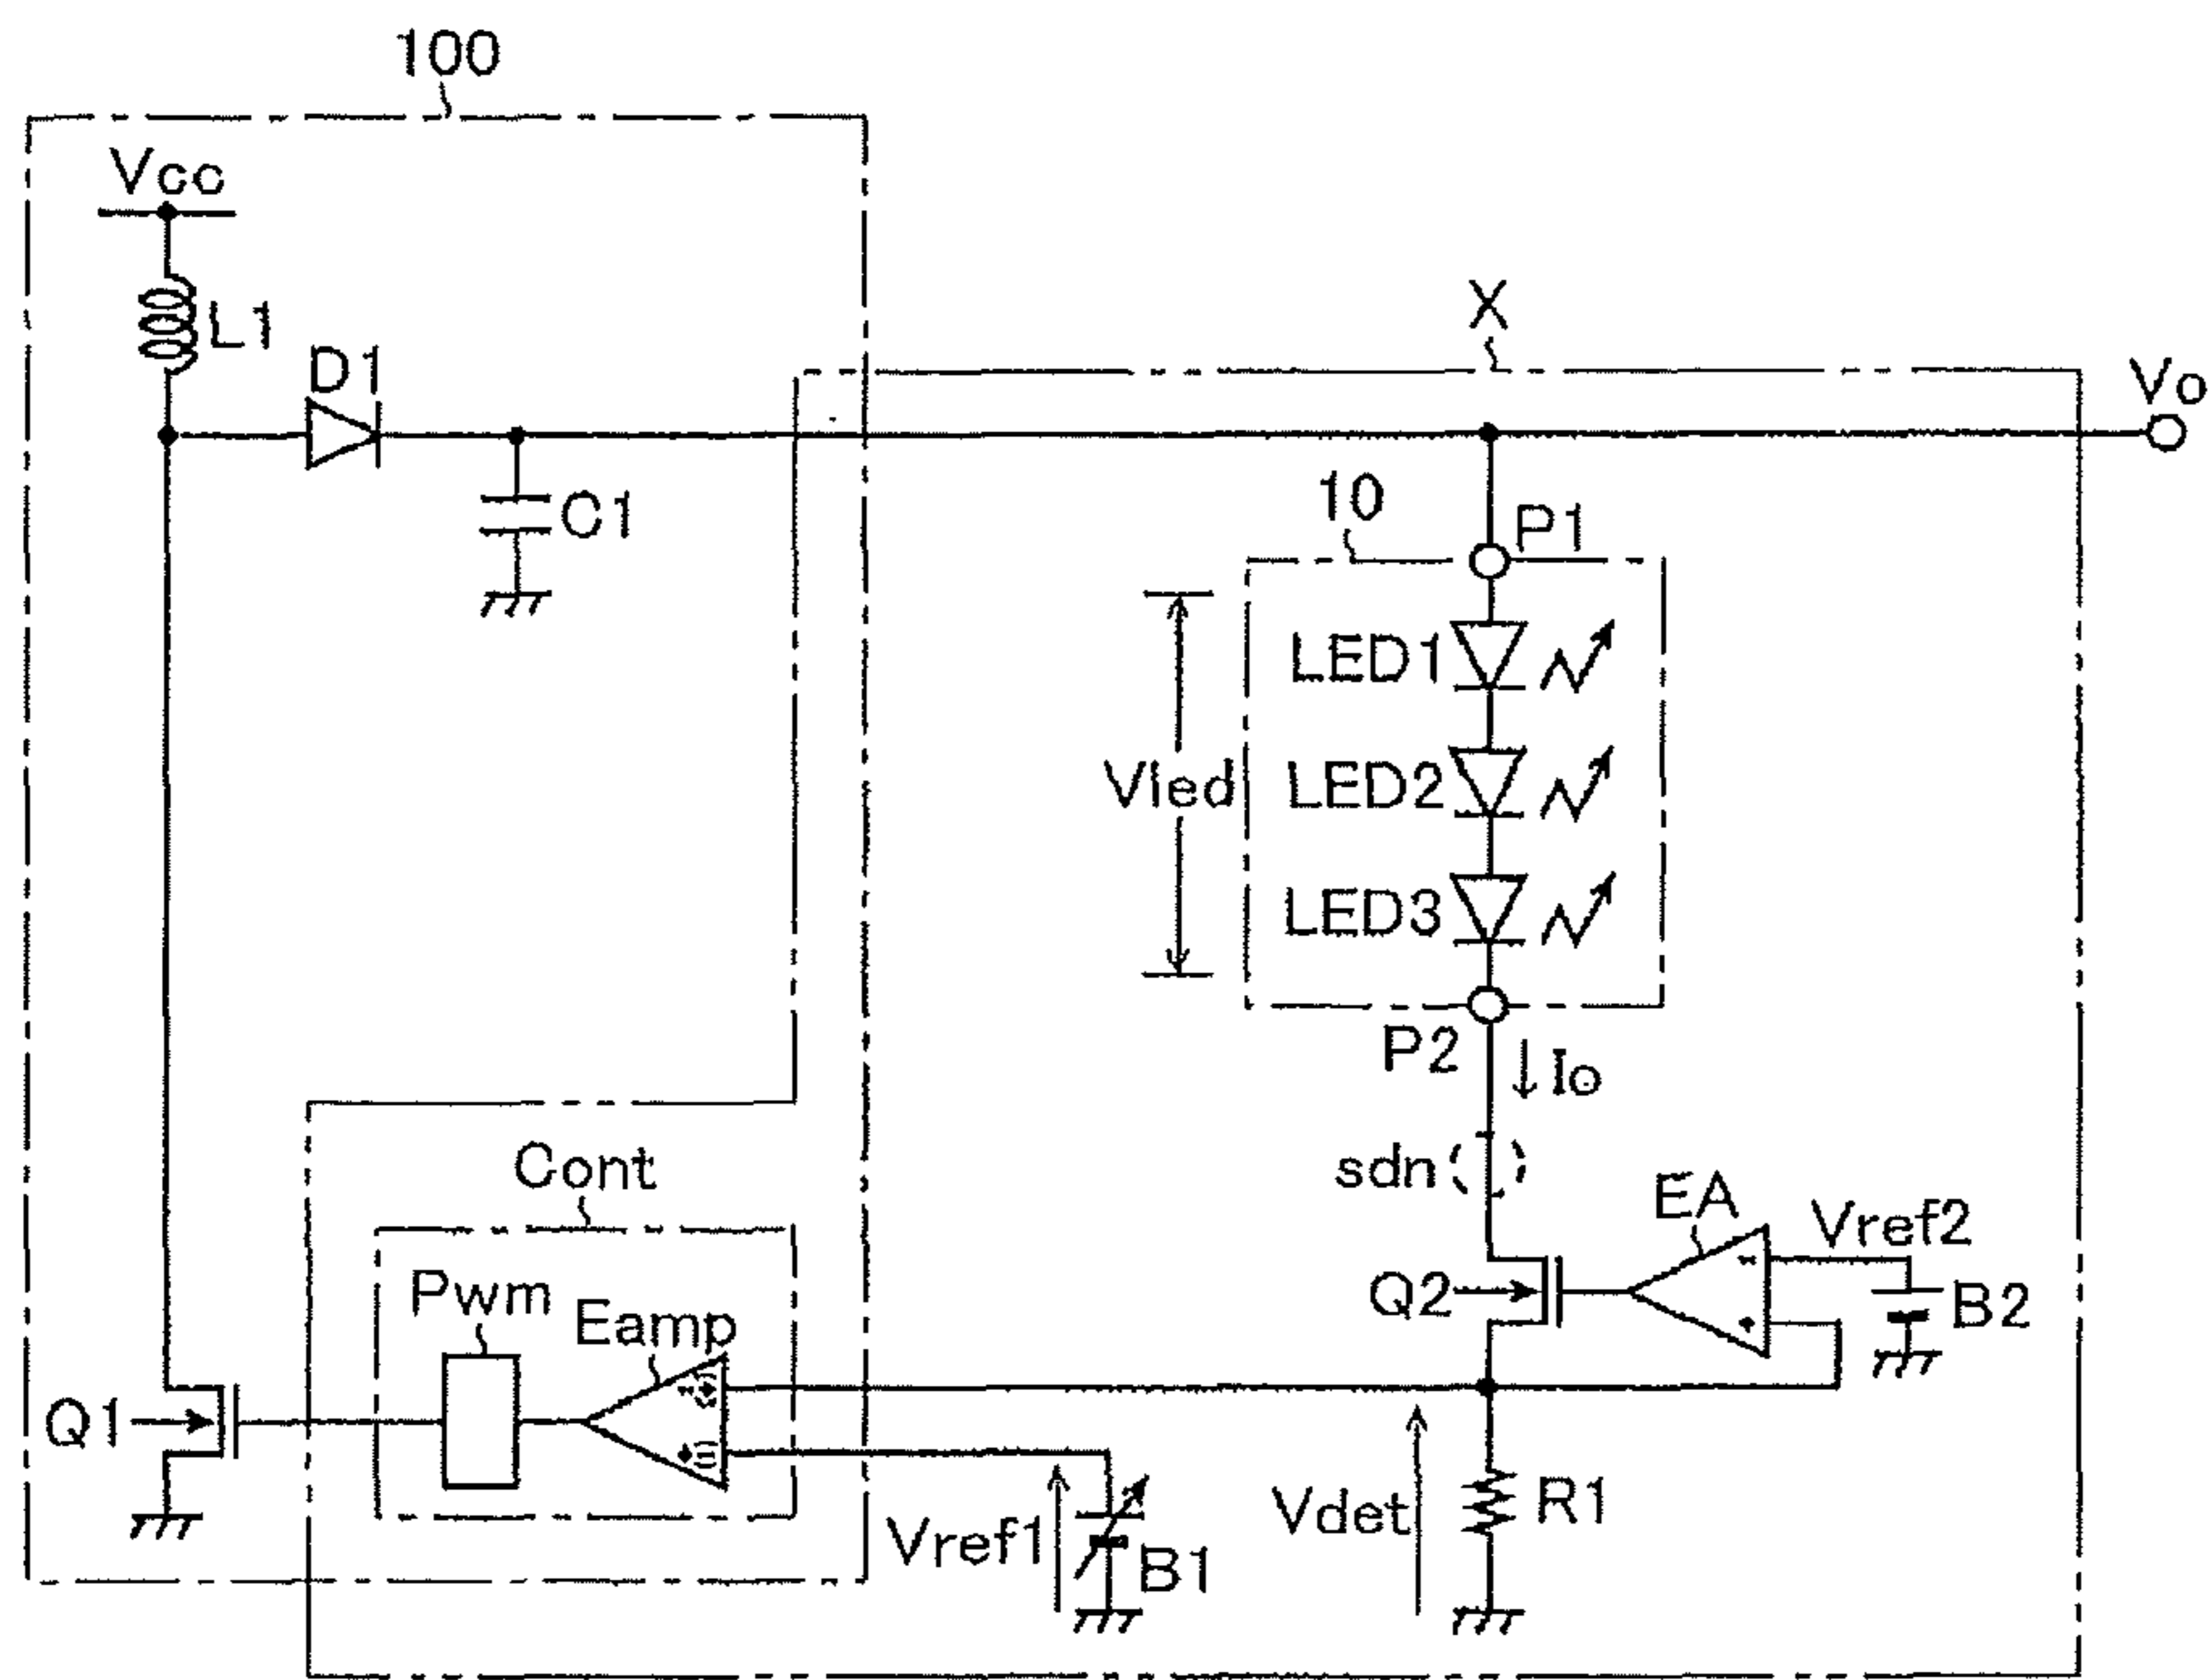 100
Vcc
L1
D1
C1
X
Vo
10
P1
LED1
Vled
LED2
LED3
P2
Io
sdn
EA
Vref2
Q2
B2
Cont
Pwm
Eamp
Q1
Vref1
B1
Vdet
R1